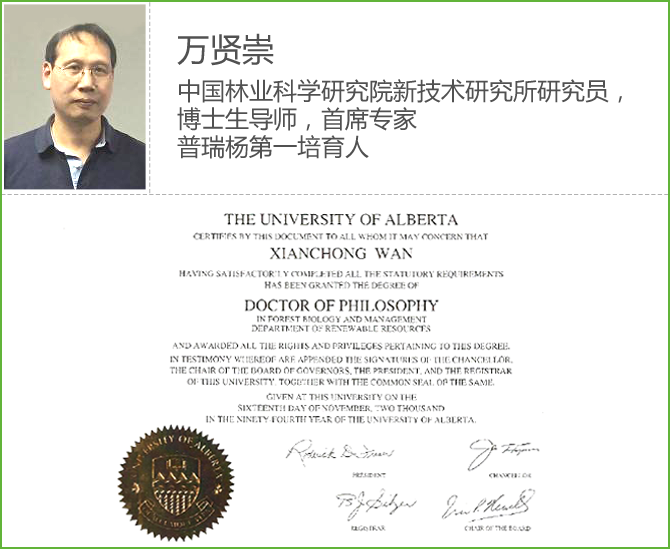 万贤崇
中国林业科学研究院新技术研究所研究员，
博士生导师，首席专家
普瑞杨第一培育人
THE UNIVERSITY OF ALBERTA
CERTIFIES BY THIS DOCUMENT TO ALL WHOM IT MAY CONCERN THAT
XIANCHONG WAN
HAVING SATISFACTORILY COMPLETED ALL THE STATUTORY REQUIREMENTS
HAS BEEN GRANTED THE DEGREE OF
DOCTOR OF PHILOSOPHY
IN FOREST BIOLOGY AND MANAGEMENT
DEPARTMENT OF RENEWABLE RESOURCES
AND AWARDED ALL THE RIGHTS AND PRIVILEGES PERTAINING TO THIS DEGREE.
IN TESTIMONY WHEREOF ARE APPENDED THE SIGNATURES OF THE CHANCELLOR,
THE CHAIR OF THE BOARD OF GOVERNORS, THE PRESIDENT, AND THE REGISTRAR
OF THIS UNIVERSITY, TOGETHER WITH THE COMMON SEAL OF THE SAME.
GIVEN AT THIS UNIVERSITY ON THE
SIXTEENTH DAY OF NOVEMBER, TWO THOUSAND
IN THE NINETY-FOURTH YEAR OF THE UNIVERSITY OF ALBERTA.
UNIVERSITY OF ALBERTA
PRESIDENT
CHANCELLOR
REGISTRAR
CHAIR OF THE BOARD